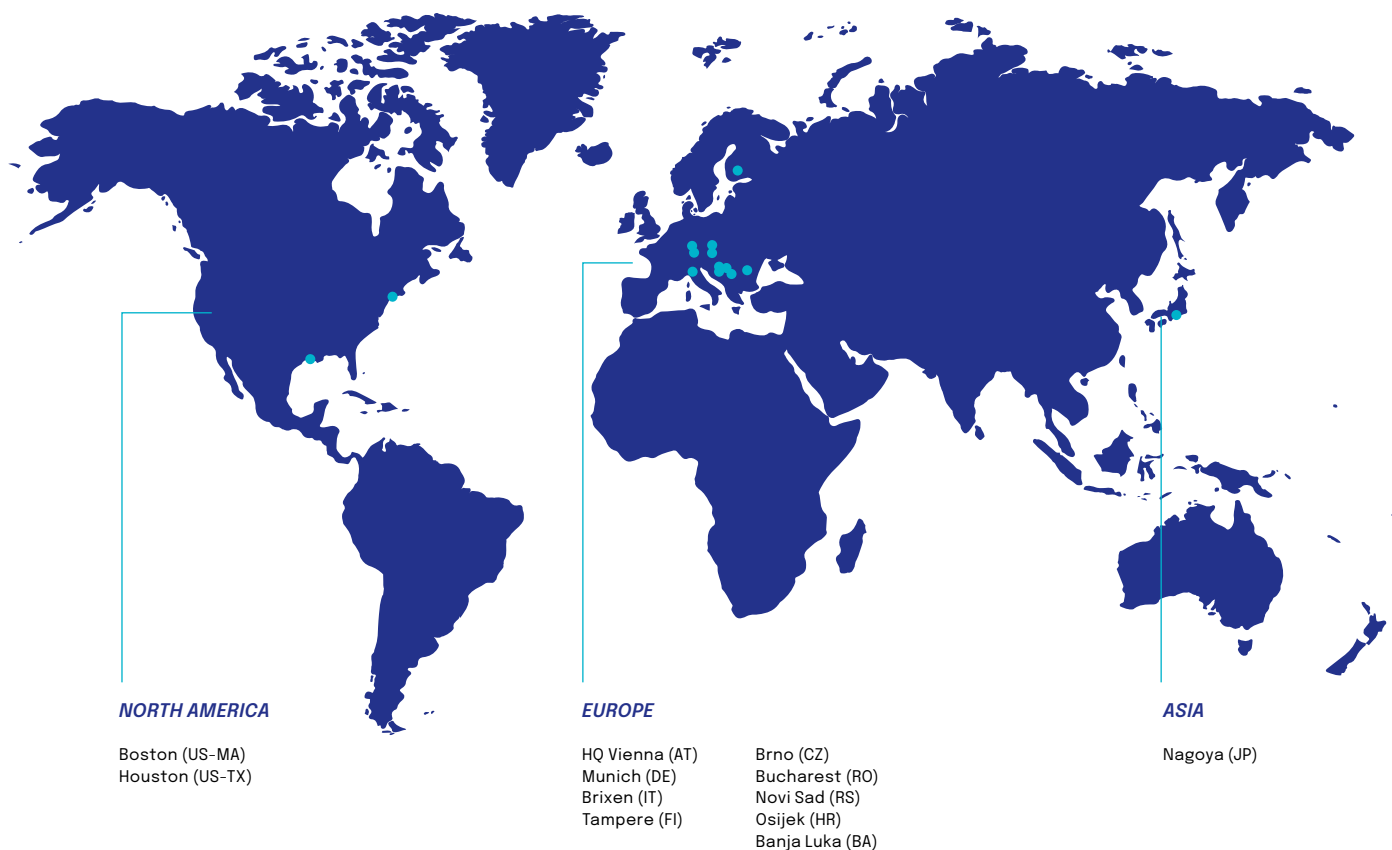 NORTH AMERICA
Boston (US-MA)
Houston (US-TX)
EUROPE
HQ Vienna (AT)
Munich (DE)
Brixen (IT)
Tampere (FI)
Brno (CZ)
Bucharest (RO)
Novi Sad (RS)
Osijek (HR)
Banja Luka (BA)
ASIA
Nagoya (JP)